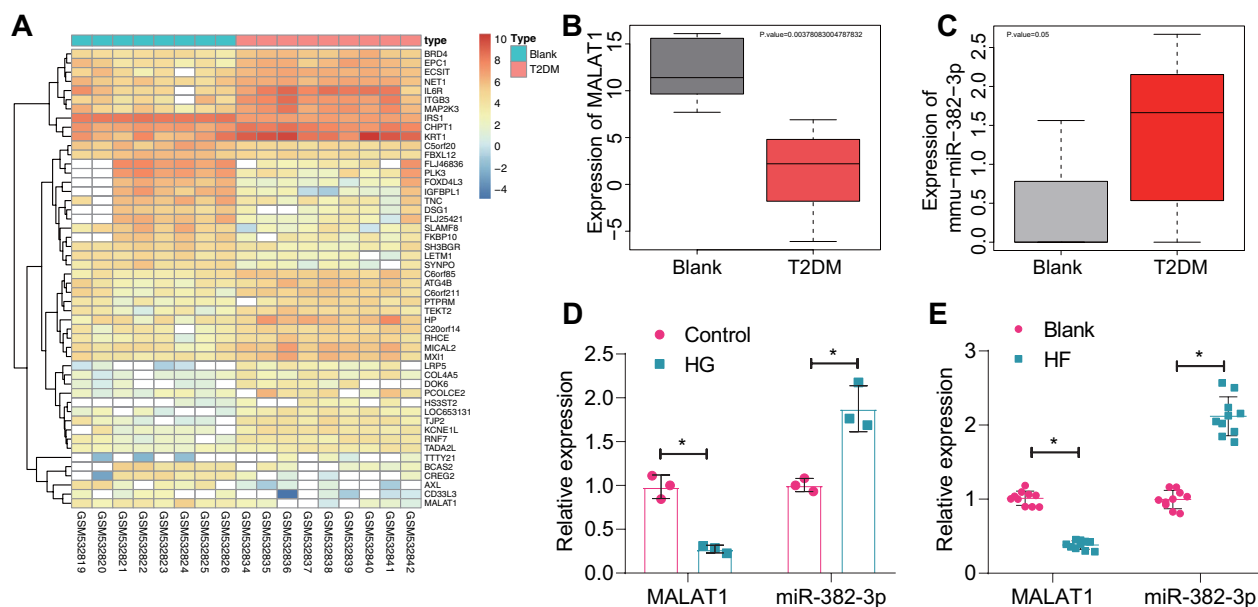 A
type
BRD4
EPC1
ECSIT
NET1
IL6R
ITGB3
MAP2K3
IRS1
CHPT1
KRT1
C5orf20
FBXL12
FLJ46836
PLK3
FOXD4L3
IGFBPL1
TNC
DSG1
FLJ25421
SLAMF8
FKBP10
SH3BGR
LETM1
SYNPO
C6orf85
ATG4B
C6orf211
PTPRM
TEKT2
HP
C20orf14
RHCE
MICAL2
MXI1
LRP5
COL4A5
DOK6
PCOLCE2
HS3ST2
LOC653131
TJP2
KCNE1L
RNF7
TADA2L
TTTY21
BCAS2
CREG2
AXL
CD33L3
MALAT1
GSM532819
GSM532820
GSM532821
GSM532822
GSM532823
GSM532824
GSM532825
GSM532826
GSM532834
GSM532835
GSM532836
GSM532837
GSM532838
GSM532839
GSM532840
GSM532841
GSM532842
10
8
6
4
2
0
−2
−4
Type
Blank
T2DM
B
P.value=0.00378083004787832
Expression of MALAT1
15
10
5
0
−5
Blank
T2DM
C
P.value=0.05
Expression of
mmu−miR−382−3p
2.5
2.0
1.5
1.0
0.5
0.0
Blank
T2DM
D
Control
HG
Relative expression
2.5
2.0
1.5
1.0
0.5
0.0
*
*
MALAT1
miR-382-3p
E
Blank
HF
Relative expression
3
2
1
0
*
*
MALAT1
miR-382-3p